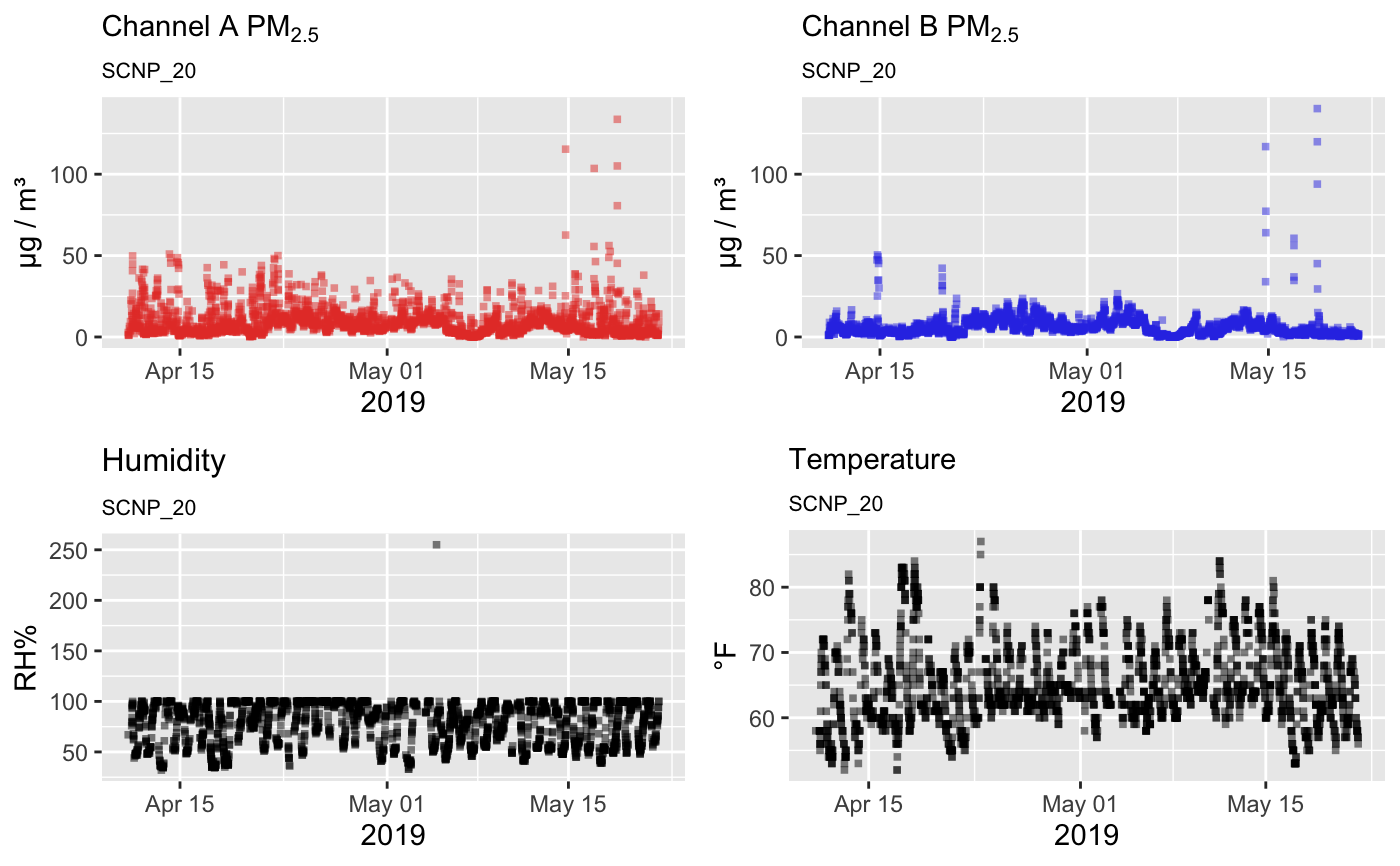 Channel A PM2.5
SCNP_20
µg / m³
100
50
0
Apr 15 May 01 May 15
2019
Channel B PM2.5
SCNP_20
µg / m³
100
50
0
Apr 15 May 01 May 15
2019
Humidity
SCNP_20
RH%
250
200
150
100
50
Apr 15 May 01 May 15
2019
Temperature
SCNP_20
°F
80
70
60
Apr 15 May 01 May 15
2019